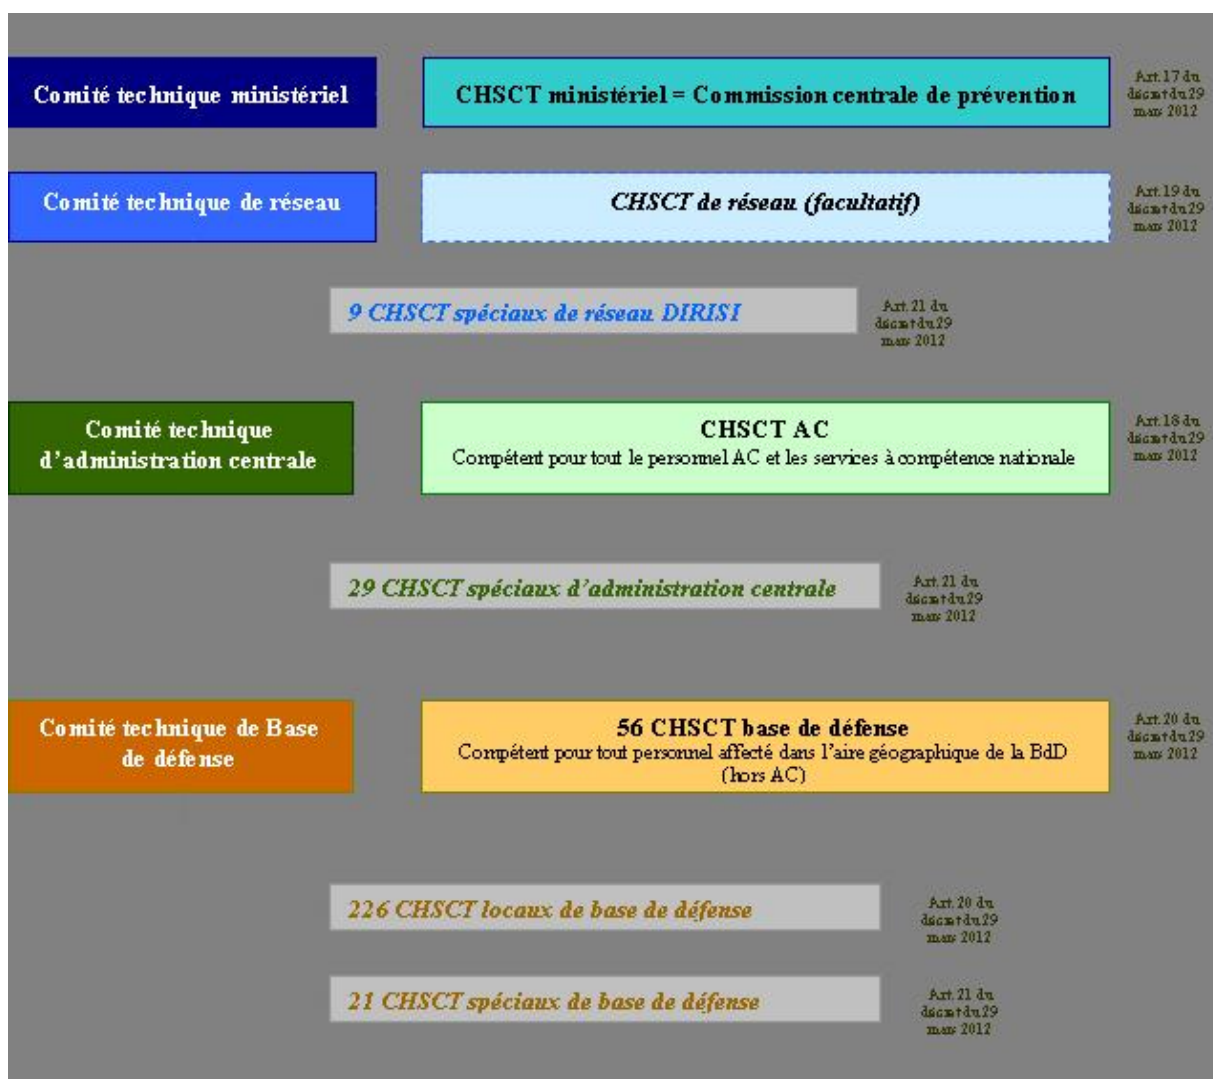 Comité technique ministériel
CHSCT ministériel = Commission centrale de prévention
Art.17 du
décret du 29
mars 2012
Comité technique de réseau
CHSCT de réseau (facultatif)
Art.19 du
décret du 29
mars 2012
9 CHSCT spéciaux de réseau DIRISI
Art.21 du
décret du 29
mars 2012
Comité technique
d’administration centrale
CHSCT AC
Compétent pour tout le personnel AC et les services à compétence nationale
Art.18 du
décret du 29
mars 2012
29 CHSCT spéciaux d’administration centrale
Art.21 du
décret du 29
mars 2012
Comité technique de Base
de défense
56 CHSCT base de défense
Compétent pour tout personnel affecté dans l’aire géographique de la BdD
(hors AC)
Art.20 du
décret du 29
mars 2012
226 CHSCT locaux de base de défense
Art.20 du
décret du 29
mars 2012
21 CHSCT spéciaux de base de défense
Art.21 du
décret du 29
mars 2012